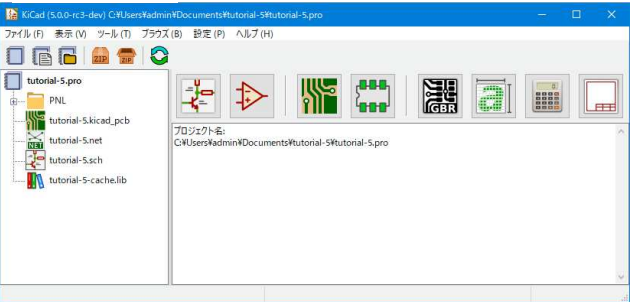 KiCad (5.0.0-rc3-dev) C:¥Users¥admin¥Documents¥tutorial-5¥tutorial-5.pro
ファイル (F) 表示 (V) ツール (T) ブラウズ (B) 設定 (P) ヘルプ (H)
ZIP ZIP
tutorial-5.pro
PNL
tutorial-5.kicad_pcb
NET tutorial-5.net
tutorial-5.sch
tutorial-5-cache.lib
GBR a
プロジェクト名:
C:¥Users¥admin¥Documents¥tutorial-5¥tutorial-5.pro